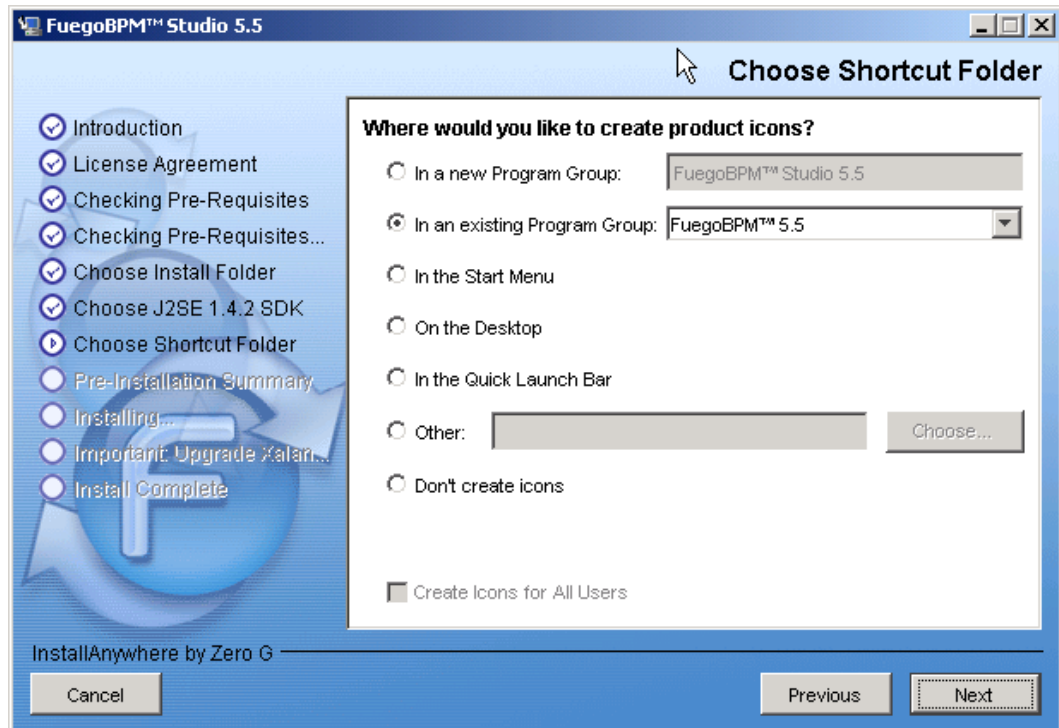 FuegoBPM™ Studio 5.5
Choose Shortcut Folder
Introduction
License Agreement
Checking Pre-Requisites
Checking Pre-Requisites...
Choose Install Folder
Choose J2SE 1.4.2 SDK
Choose Shortcut Folder
Pre-Installation Summary
Installing...
Important: Upgrade Xalan...
Install Complete
Where would you like to create product icons?
In a new Program Group: FuegoBPM™ Studio 5.5
In an existing Program Group: FuegoBPM™ 5.5
In the Start Menu
On the Desktop
In the Quick Launch Bar
Other: Choose...
Don't create icons
Create Icons for All Users
InstallAnywhere by Zero G
Cancel Previous Next